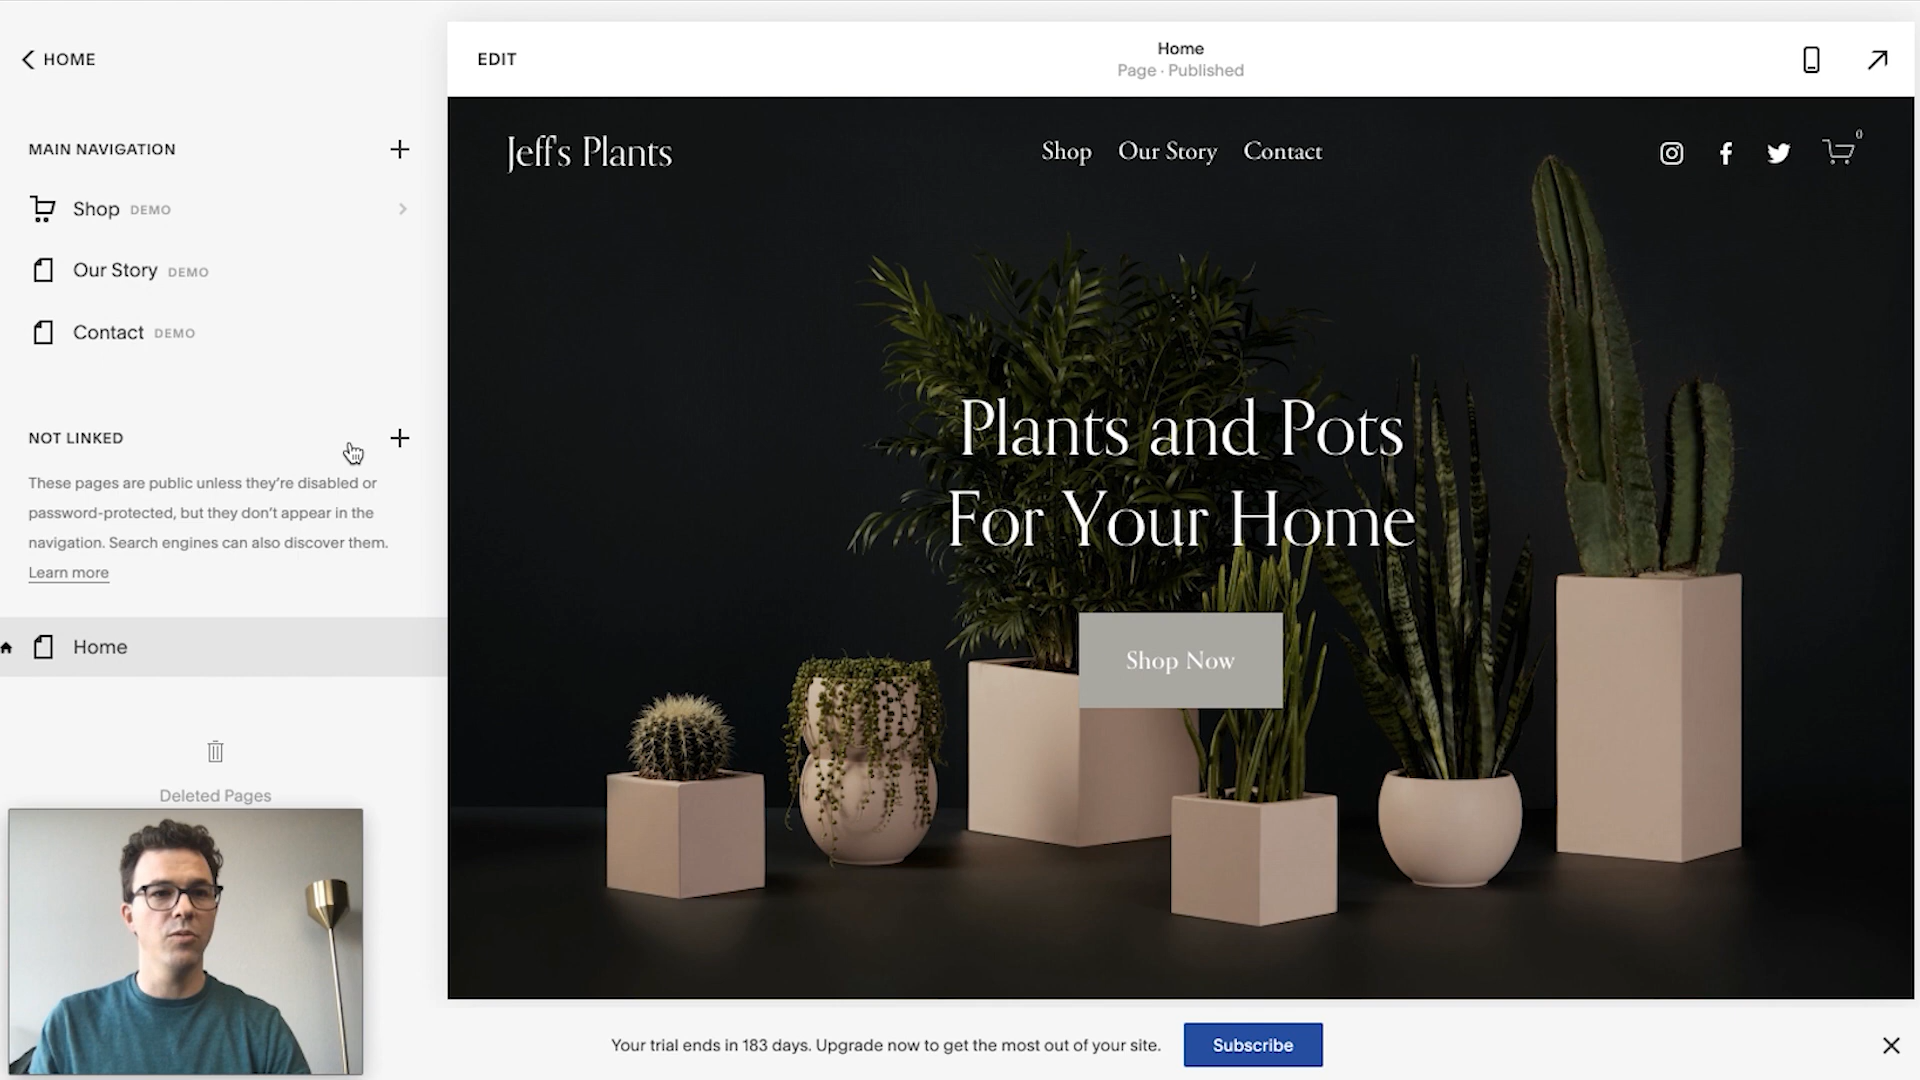 HOME
MAIN NAVIGATION
Shop DEMO
Our Story DEMO
Contact DEMO
NOT LINKED
These pages are public unless they’re disabled or
password-protected, but they don’t appear in the
navigation. Search engines can also discover them.
Learn more
Home
Deleted Pages
EDIT
Home
Page · Published
Jeff's Plants
Shop Our Story Contact
0
Plants and Pots
For Your Home
Shop Now
Your trial ends in 183 days. Upgrade now to get the most out of your site.
Subscribe